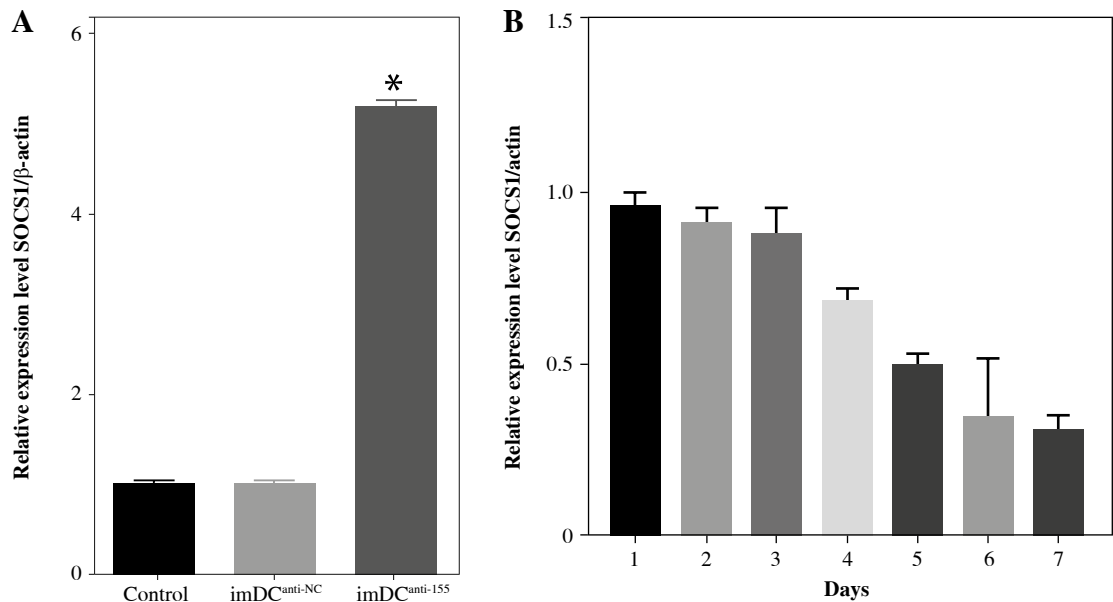 A
Relative expression level SOCS1/β-actin
6
4
2
0
*
Control
imDCanti-NC
imDCanti-155
B
Relative expression level SOCS1/actin
1.5
1.0
0.5
0
1 2 3 4 5 6 7
Days